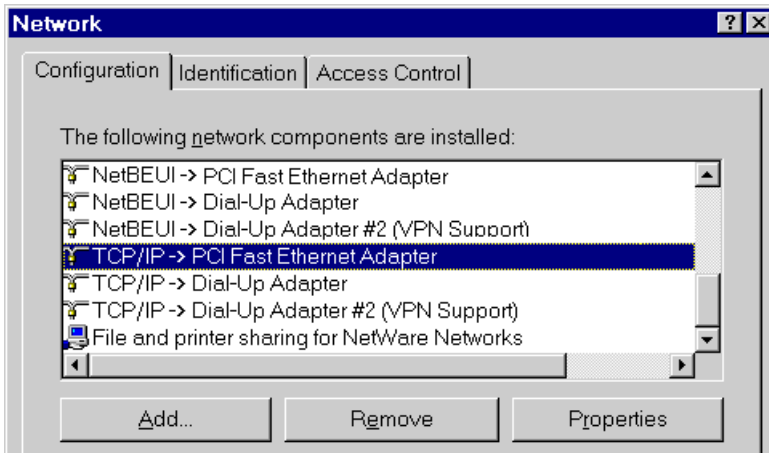 Network
Configuration Identification Access Control
The following network components are installed:
NetBEUI -> PCI Fast Ethernet Adapter
NetBEUI -> Dial-Up Adapter
NetBEUI -> Dial-Up Adapter #2 (VPN Support)
TCP/IP -> PCI Fast Ethernet Adapter
TCP/IP -> Dial-Up Adapter
TCP/IP -> Dial-Up Adapter #2 (VPN Support)
File and printer sharing for NetWare Networks
Add... Remove Properties